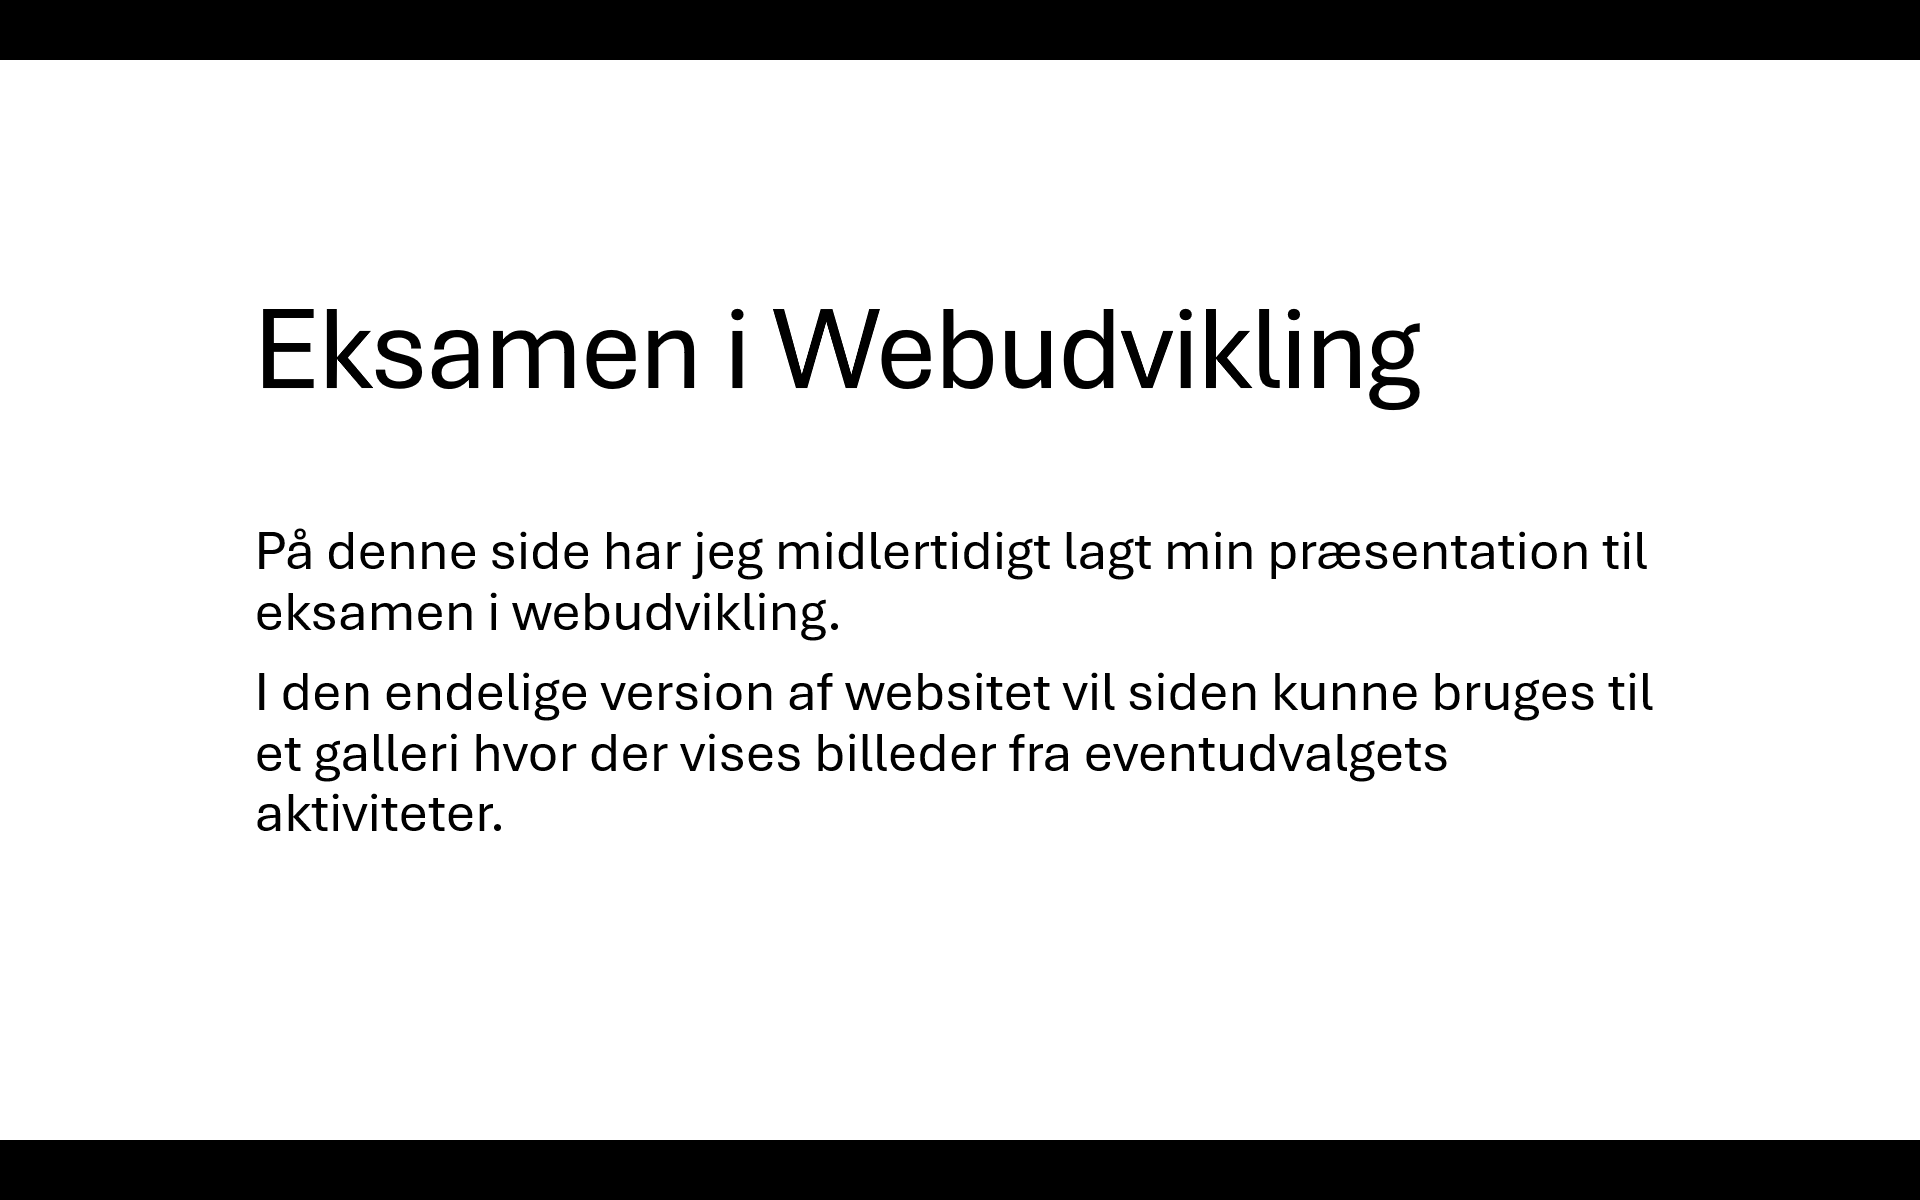 Eksamen i Webudvikling
På denne side har jeg midlertidigt lagt min præsentation til
eksamen i webudvikling.
I den endelige version af websitet vil siden kunne bruges til
et galleri hvor der vises billeder fra eventudvalgets
aktiviteter.